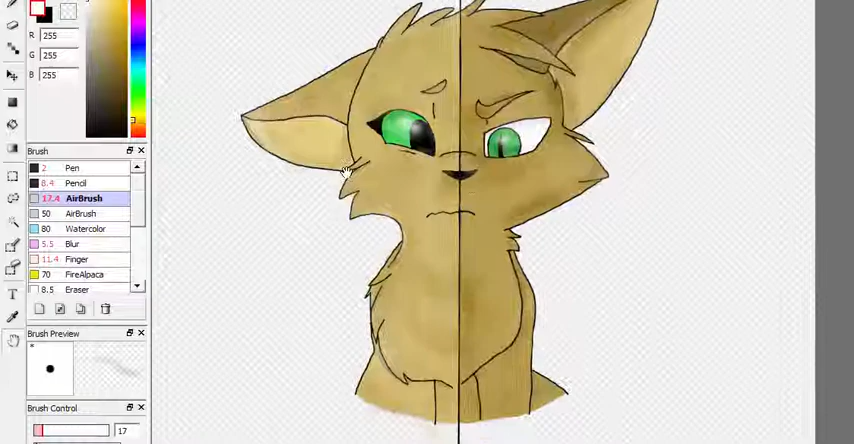 R 255
G 255
B 255
Brush
2 Pen
8.4 Pencil
17.4 AirBrush
50 AirBrush
80 Watercolor
5.5 Blur
11.4 Finger
70 FireAlpaca
8.5 Eraser
Brush Preview
Brush Control
17